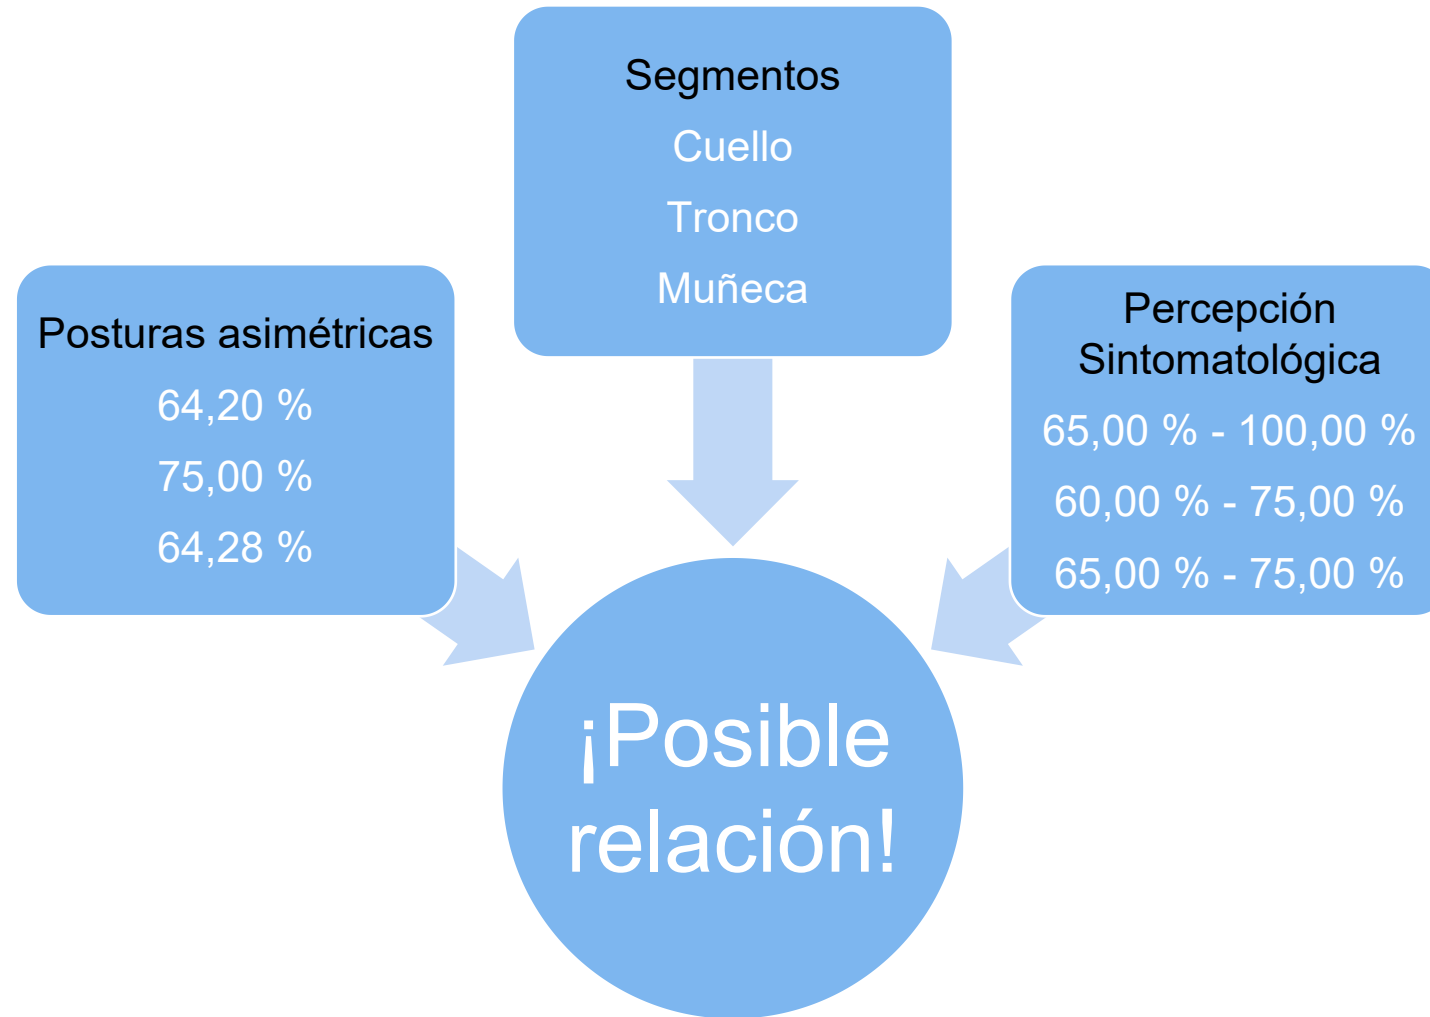 Segmentos
Cuello
Tronco
Muñeca
Posturas asimétricas
64,20 %
75,00 %
64,28 %
Percepción
Sintomatológica
65,00 % - 100,00 %
60,00 % - 75,00 %
65,00 % - 75,00 %
¡Posible
relación!